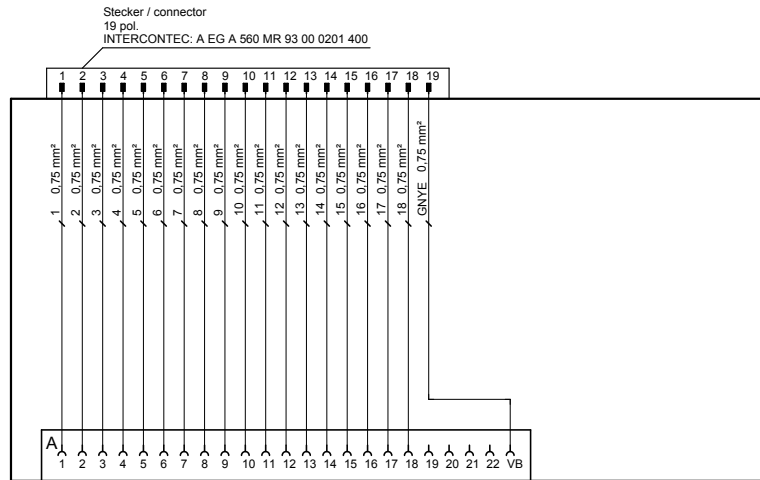 Stecker / connector
19 pol.
INTERCONTEC: A EG A 560 MR 93 00 0201 400
1 2 3 4 5 6 7 8 9 10 11 12 13 14 15 16 17 18 19
1 0,75 mm²
2 0,75 mm²
3 0,75 mm²
4 0,75 mm²
5 0,75 mm²
6 0,75 mm²
7 0,75 mm²
8 0,75 mm²
9 0,75 mm²
10 0,75 mm²
11 0,75 mm²
12 0,75 mm²
13 0,75 mm²
14 0,75 mm²
15 0,75 mm²
16 0,75 mm²
17 0,75 mm²
18 0,75 mm²
GNYE 0,75 mm²
A
1 2 3 4 5 6 7 8 9 10 11 12 13 14 15 16 17 18 19 20 21 22 VB